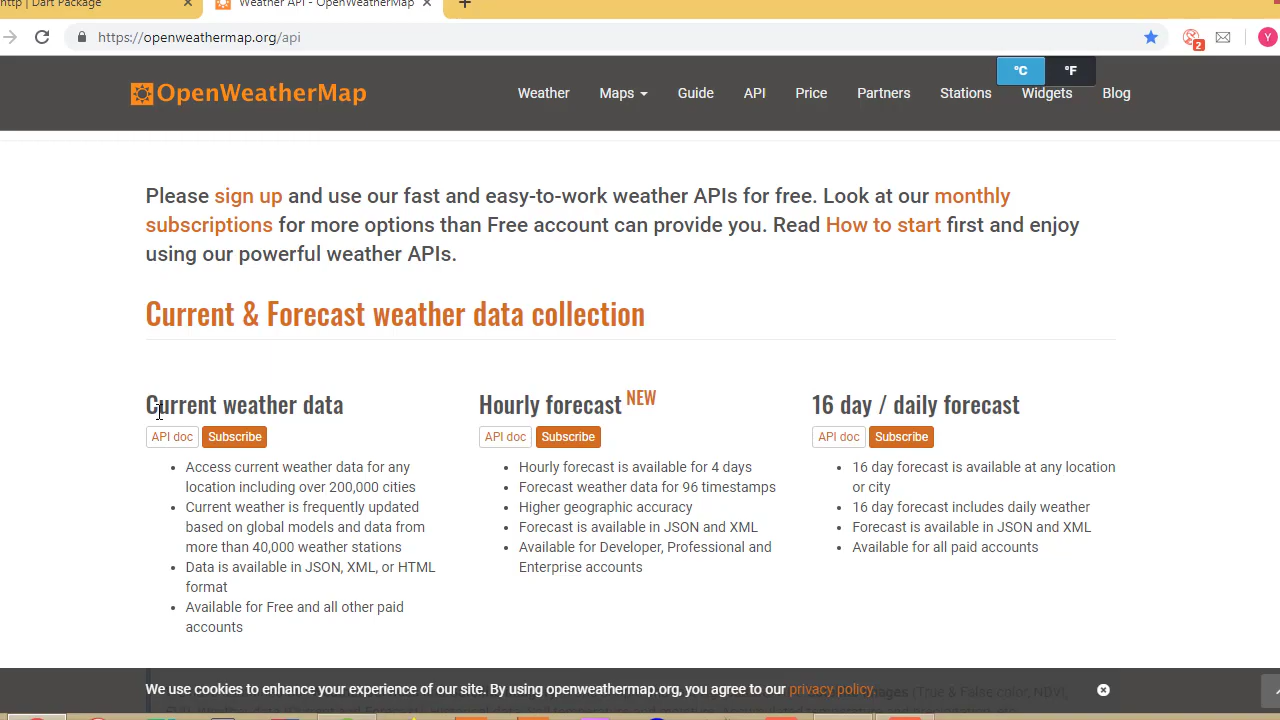 http | Dart Package
Weather API - OpenWeatherMap
https://openweathermap.org/api
2
Y
°C °F
OpenWeatherMap
Weather Maps Guide API Price Partners Stations Widgets Blog
Please sign up and use our fast and easy-to-work weather APIs for free. Look at our monthly
subscriptions for more options than Free account can provide you. Read How to start first and enjoy
using our powerful weather APIs.
Current & Forecast weather data collection
Current weather data
API doc Subscribe
Access current weather data for any
location including over 200,000 cities
Current weather is frequently updated
based on global models and data from
more than 40,000 weather stations
Data is available in JSON, XML, or HTML
format
Available for Free and all other paid
accounts
Hourly forecast NEW
API doc Subscribe
Hourly forecast is available for 4 days
Forecast weather data for 96 timestamps
Higher geographic accuracy
Forecast is available in JSON and XML
Available for Developer, Professional and
Enterprise accounts
16 day / daily forecast
API doc Subscribe
16 day forecast is available at any location
or city
16 day forecast includes daily weather
Forecast is available in JSON and XML
Available for all paid accounts
We use cookies to enhance your experience of our site. By using openweathermap.org, you agree to our privacy policy.